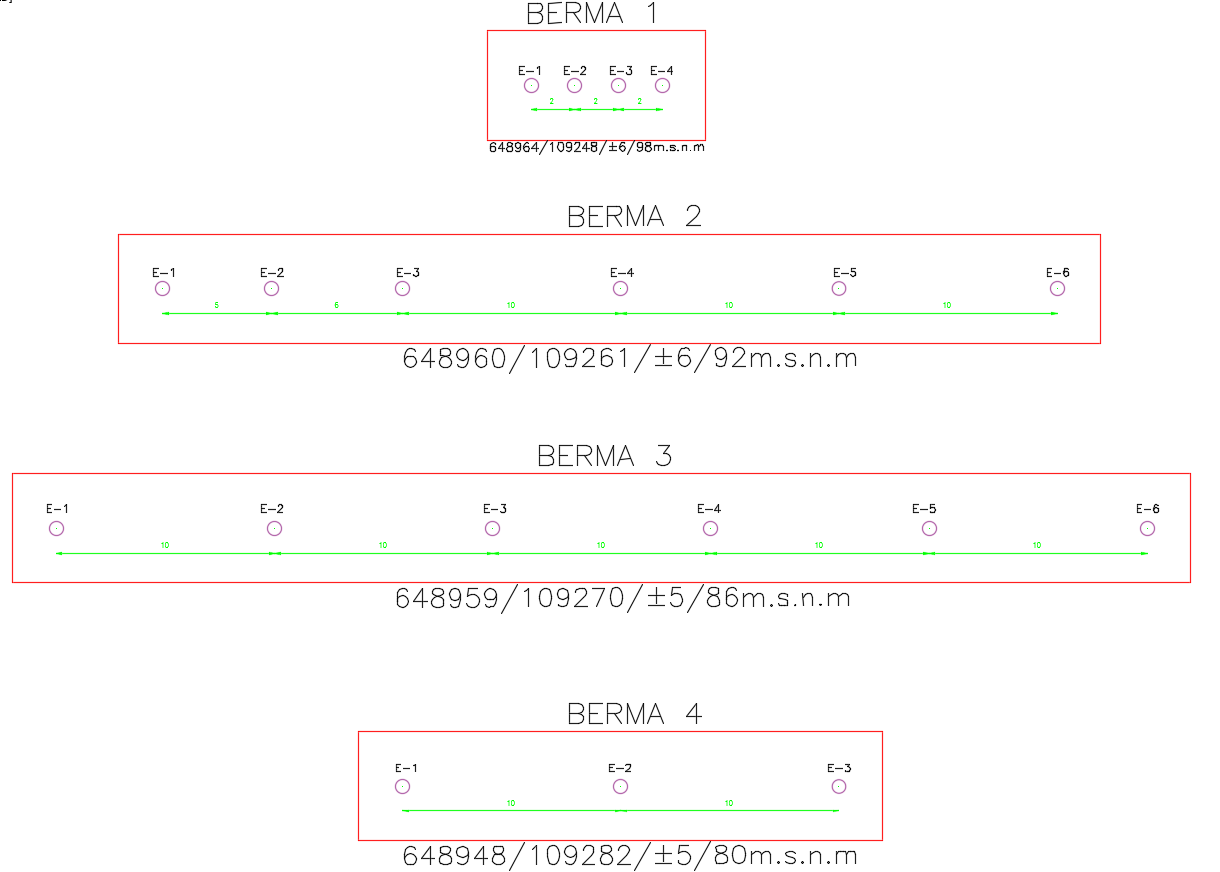 BERMA 1
E-1 E-2 E-3 E-4
2 2 2
648964/109248/±6/98m.s.n.m
BERMA 2
E-1 E-2 E-3 E-4 E-5 E-6
5 6 10 10 10
648960/109261/±6/92m.s.n.m
BERMA 3
E-1 E-2 E-3 E-4 E-5 E-6
10 10 10 10 10
648959/109270/±5/86m.s.n.m
BERMA 4
E-1 E-2 E-3
10 10
648948/109282/±5/80m.s.n.m